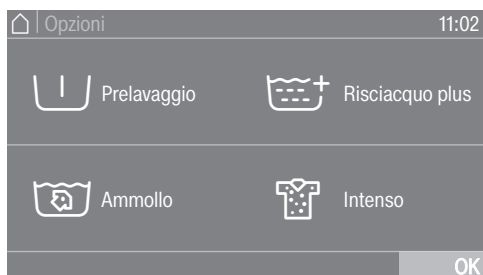 Opzioni 11:02
Prelavaggio
Risciacquo plus
Ammollo
Intenso
OK